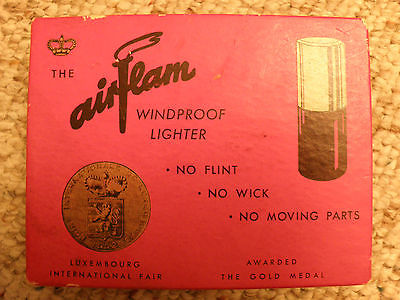 THE
airflam
WINDPROOF
LIGHTER
· NO FLINT
· NO WICK
· NO MOVING PARTS
LUXEMBOURG
INTERNATIONAL FAIR
AWARDED
THE GOLD MEDAL